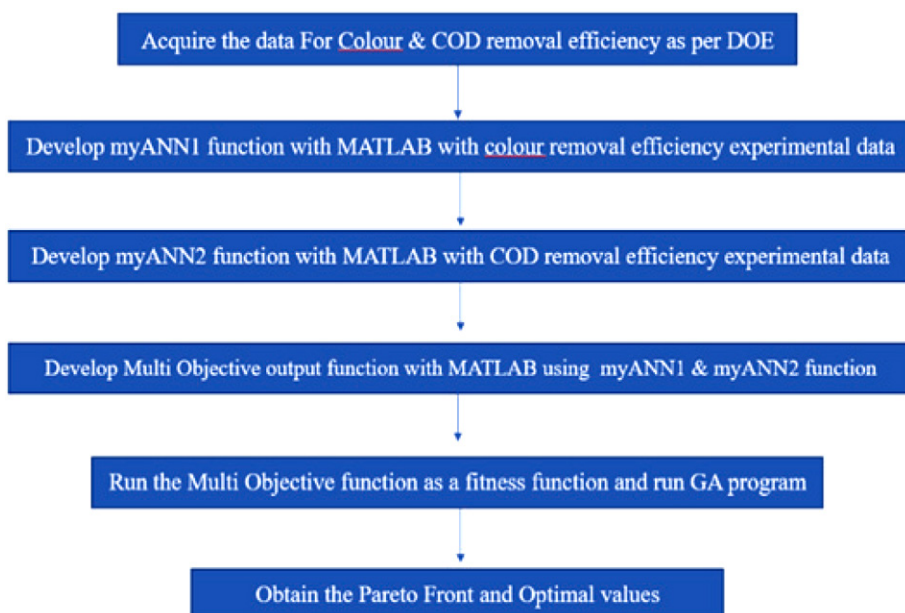 Acquire the data For Colour & COD removal efficiency as per DOE
Develop myANN1 function with MATLAB with colour removal efficiency experimental data
Develop myANN2 function with MATLAB with COD removal efficiency experimental data
Develop Multi Objective output function with MATLAB using myANN1 & myANN2 function
Run the Multi Objective function as a fitness function and run GA program
Obtain the Pareto Front and Optimal values